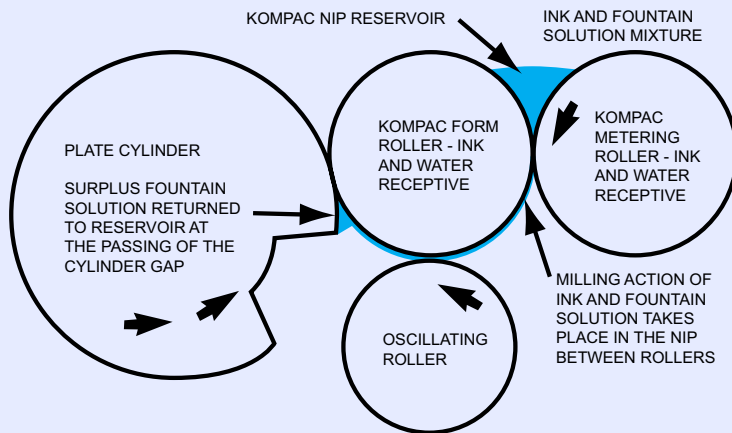 KOMPAC NIP RESERVOIR
INK AND FOUNTAIN
SOLUTION MIXTURE
PLATE CYLINDER
SURPLUS FOUNTAIN
SOLUTION RETURNED
TO RESERVOIR AT
THE PASSING OF THE
CYLINDER GAP
KOMPAC FORM
ROLLER - INK
AND WATER
RECEPTIVE
KOMPAC
METERING
ROLLER - INK
AND WATER
RECEPTIVE
OSCILLATING
ROLLER
MILLING ACTION OF
INK AND FOUNTAIN
SOLUTION TAKES
PLACE IN THE NIP
BETWEEN ROLLERS